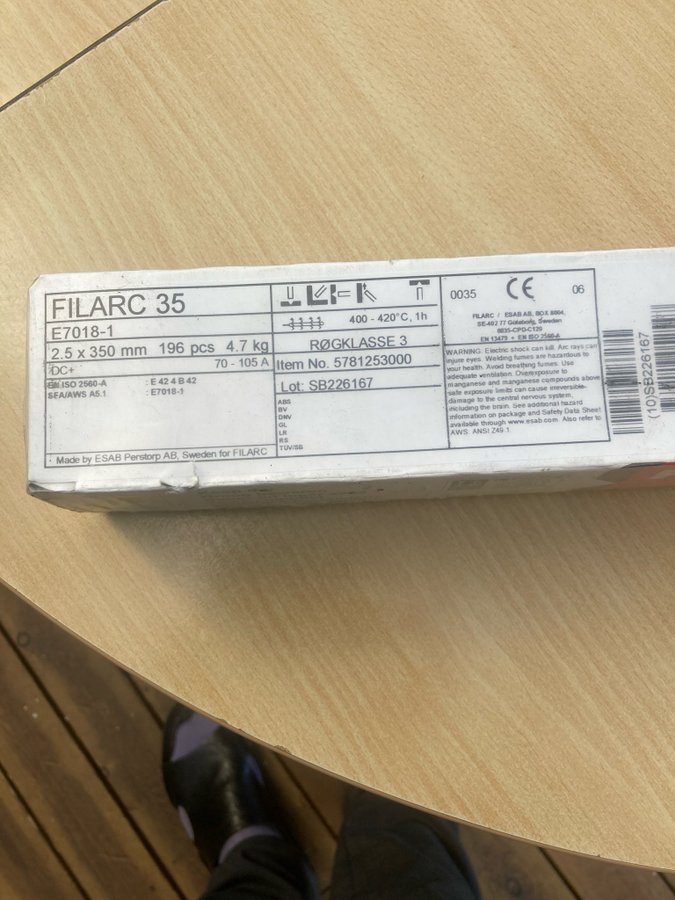 FILARC 35
E7018-1
2.5 x 350 mm 196 pcs 4.7 kg
DC+ 70 - 105 A
EN ISO 2560-A : E 42 4 B 42
SFA/AWS A5.1 : E7018-1
Made by ESAB Perstorp AB, Sweden for FILARC
400 - 420°C, 1h
RØGKLASSE 3
Item No. 5781253000
Lot: SB226167
ABS
BV
DNV
GL
LR
RS
TÜV/SB
0035 CE 06
FILARC / ESAB AB, BOX 8004,
SE-402 77 Göteborg, Sweden
0035-CPD-C129
EN 13479 + EN ISO 2560-A
WARNING: Electric shock can kill. Arc rays can
injure eyes. Welding fumes are hazardous to
your health. Avoid breathing fumes. Use
adequate ventilation. Overexposure to
manganese and manganese compounds above
safe exposure limits can cause irreversible
damage to the central nervous system,
including the brain. See additional hazard
information on package and Safety Data Sheet
available through www.esab.com. Also refer to
AWS: ANSI Z49.1.
(10)SB226167